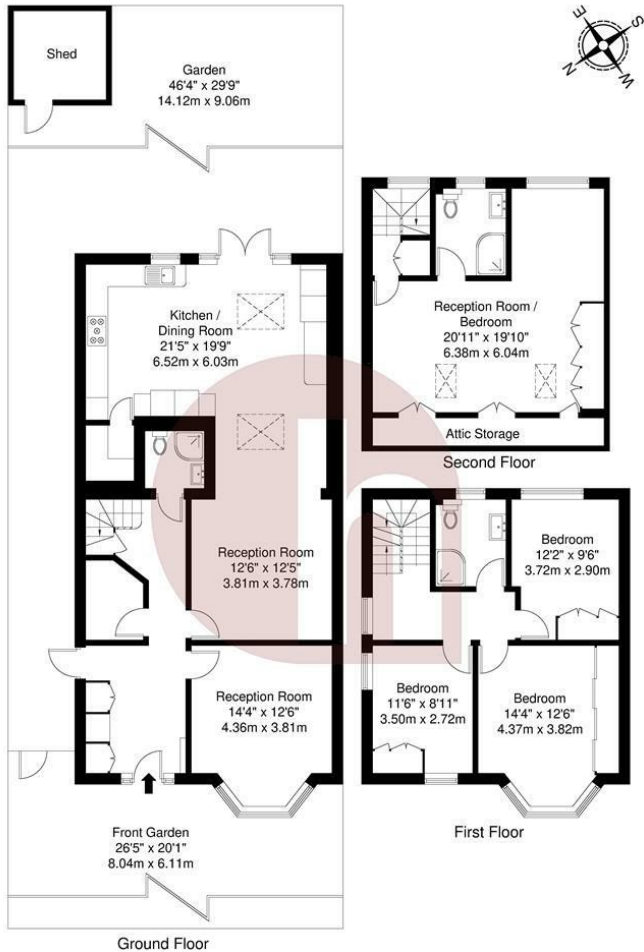 Shed
Garden
46'4" x 29'9"
14.12m x 9.06m
E
S
N
W
Kitchen /
Dining Room
21'5" x 19'9"
6.52m x 6.03m
Reception Room
12'6" x 12'5"
3.81m x 3.78m
Reception Room
14'4" x 12'6"
4.36m x 3.81m
Front Garden
26'5" x 20'1"
8.04m x 6.11m
Ground Floor
Reception Room /
Bedroom
20'11" x 19'10"
6.38m x 6.04m
Attic Storage
Second Floor
Bedroom
12'2" x 9'6"
3.72m x 2.90m
Bedroom
11'6" x 8'11"
3.50m x 2.72m
Bedroom
14'4" x 12'6"
4.37m x 3.82m
First Floor
h